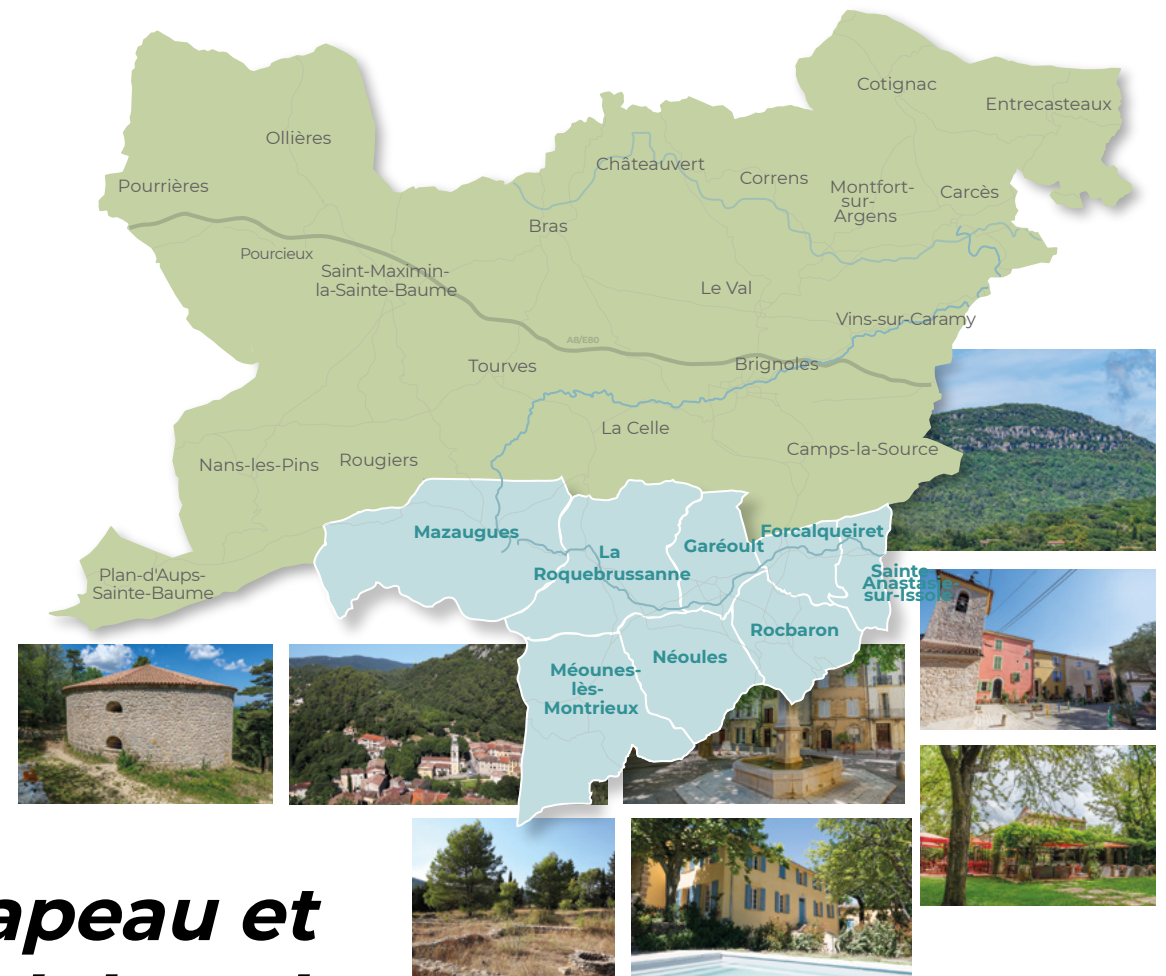 Cotignac
Entrecasteaux
Ollières
Châteauvert
Correns
Pourrières
Montfort-
sur-
Argens
Carcès
Bras
Pourcieux
Saint-Maximin-
la-Sainte-Baume
Le Val
Vins-sur-Caramy
A8/E80
Tourves
Brignoles
La Celle
Camps-la-Source
Nans-les-Pins
Rougiers
Mazaugues
Forcalqueiret
Garéoult
La
Roquebrussanne
Plan-d'Aups-
Sainte-Baume
Sainte-
Anastasie-
sur-Issole
Rocbaron
Néoules
Méounes-
lès-
Montrieux
apeau et